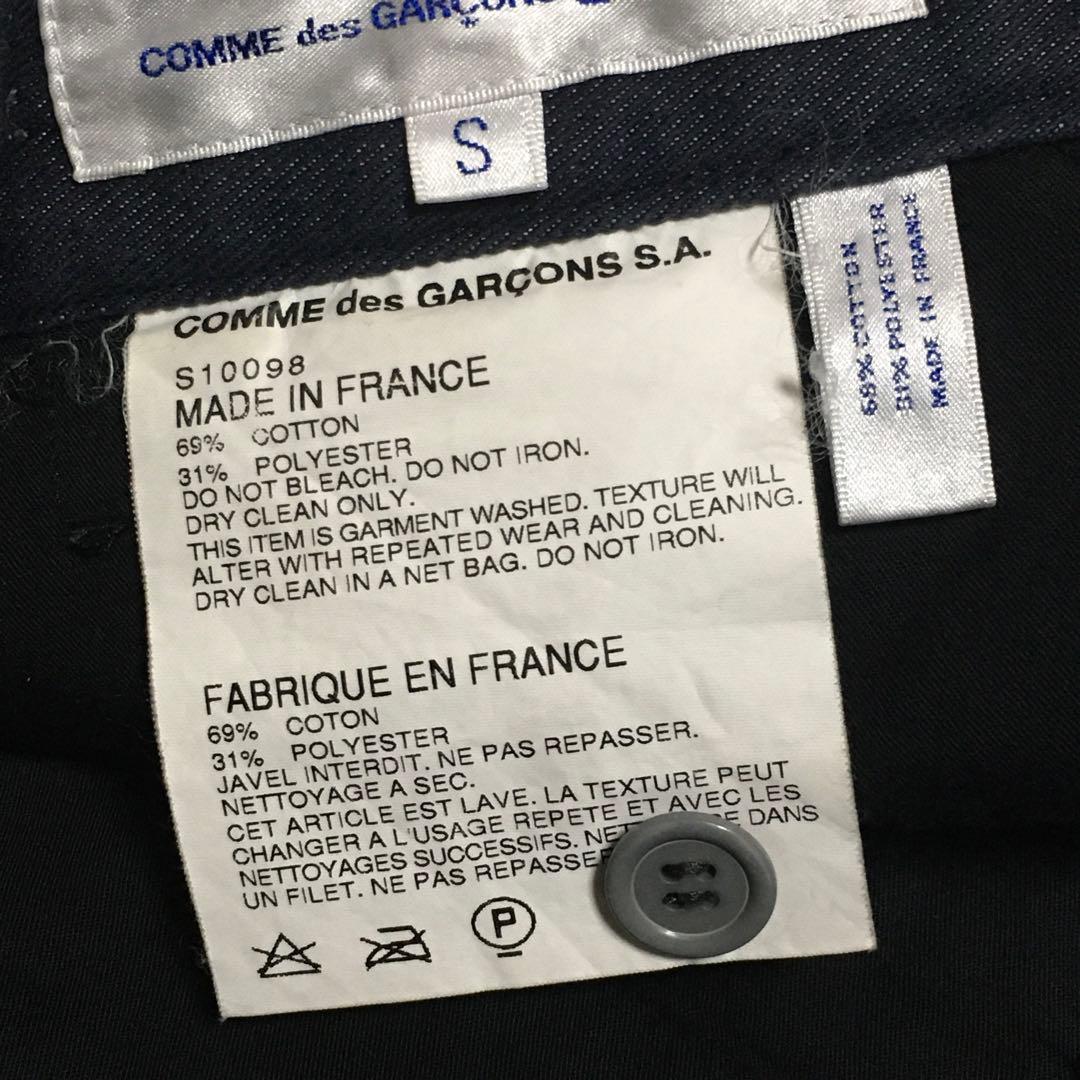 COMME des GARÇONS
S
COMME des GARÇONS S.A.
S10098
MADE IN FRANCE
69% COTTON
31% POLYESTER
DO NOT BLEACH. DO NOT IRON.
DRY CLEAN ONLY.
THIS ITEM IS GARMENT WASHED. TEXTURE WILL
ALTER WITH REPEATED WEAR AND CLEANING.
DRY CLEAN IN A NET BAG. DO NOT IRON.
FABRIQUE EN FRANCE
69% COTON
31% POLYESTER
JAVEL INTERDIT. NE PAS REPASSER.
NETTOYAGE A SEC.
CET ARTICLE EST LAVE. LA TEXTURE PEUT
CHANGER A L'USAGE REPETE ET AVEC LES
NETTOYAGES SUCCESSIFS. DANS
UN FILET. NE PAS REPASSER
P
69% COTTON
31% POLYESTER
MADE IN FRANCE